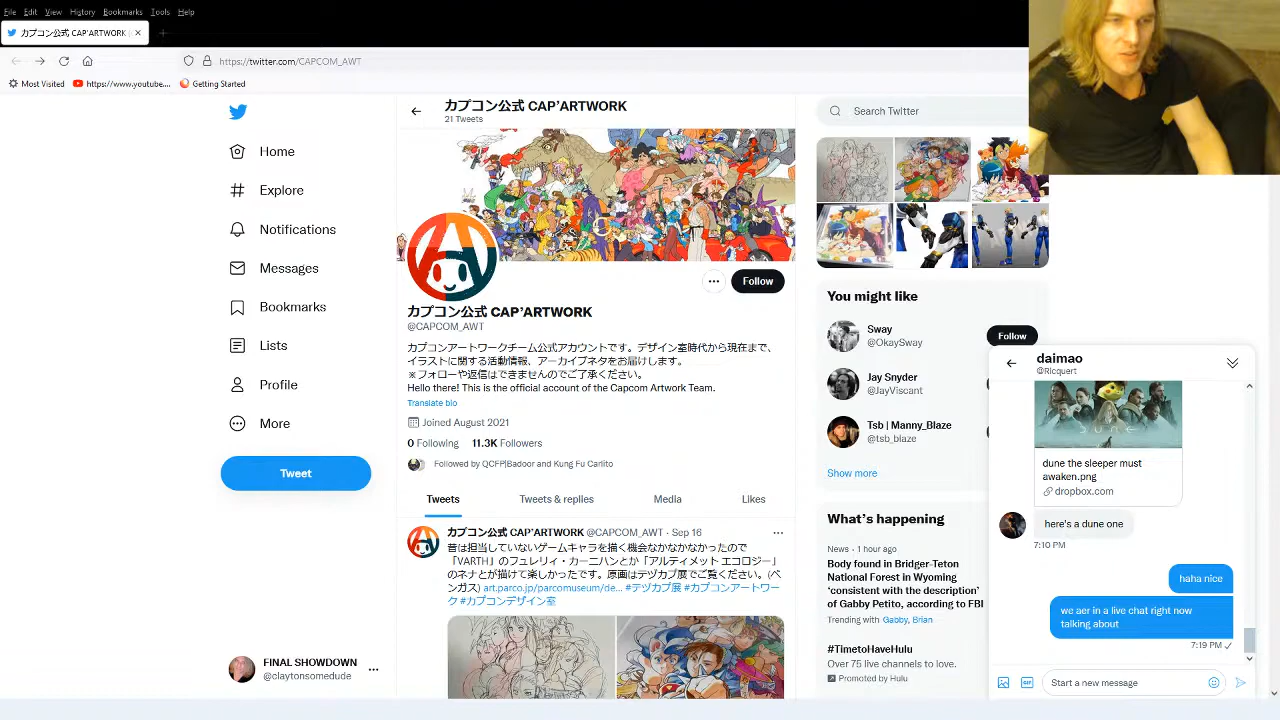 File Edit View History Bookmarks Tools Help
カプコン公式 CAP'ARTWORK
https://twitter.com/CAPCOM_AWT
Most Visited https://www.youtube.... Getting Started
Home
Explore
Notifications
Messages
Bookmarks
Lists
Profile
More
Tweet
FINAL SHOWDOWN
@claytonsomedude
カプコン公式 CAP'ARTWORK
21 Tweets
Follow
カプコン公式 CAP'ARTWORK
@CAPCOM_AWT
カプコンアートワークチーム公式アカウントです。デザイン室時代から現在まで、
イラストに関する活動情報、アーカイブネタをお届けします。
※フォローや返信はできませんのでご了承ください。
Hello there! This is the official account of the Capcom Artwork Team.
Translate bio
Joined August 2021
0 Following 11.3K Followers
Followed by QCFP|Badoor and Kung Fu Carlito
Tweets Tweets & replies Media Likes
カプコン公式 CAP'ARTWORK @CAPCOM_AWT · Sep 16
昔は担当していないゲームキャラを描く機会なかなかなかったので
「VARTH」のフュレリィ・カーニハンとか「アルティメット エコロジー」
のネナとか描けて楽しかったです。原画はテヅカプ展でご覧ください。(ベ
ンガス) art.parco.jp/parcomuseum/de... #テヅカプ展 #カプコンアートワー
ク #カプコンデザイン室
Search Twitter
You might like
Sway
@OkaySway
Follow
Jay Snyder
@JayViscant
Tsb | Manny_Blaze
@tsb_blaze
Show more
What's happening
News · 1 hour ago
Body found in Bridger-Teton
National Forest in Wyoming
'consistent with the description'
of Gabby Petito, according to FBI
Trending with Gabby, Brian
#TimetoHaveHulu
Over 75 live channels to love.
Promoted by Hulu
daimao
@Ricquert
DUNE
dune the sleeper must
awaken.png
dropbox.com
here's a dune one
7:10 PM
haha nice
we aer in a live chat right now
talking about
7:19 PM
GIF
Start a new message